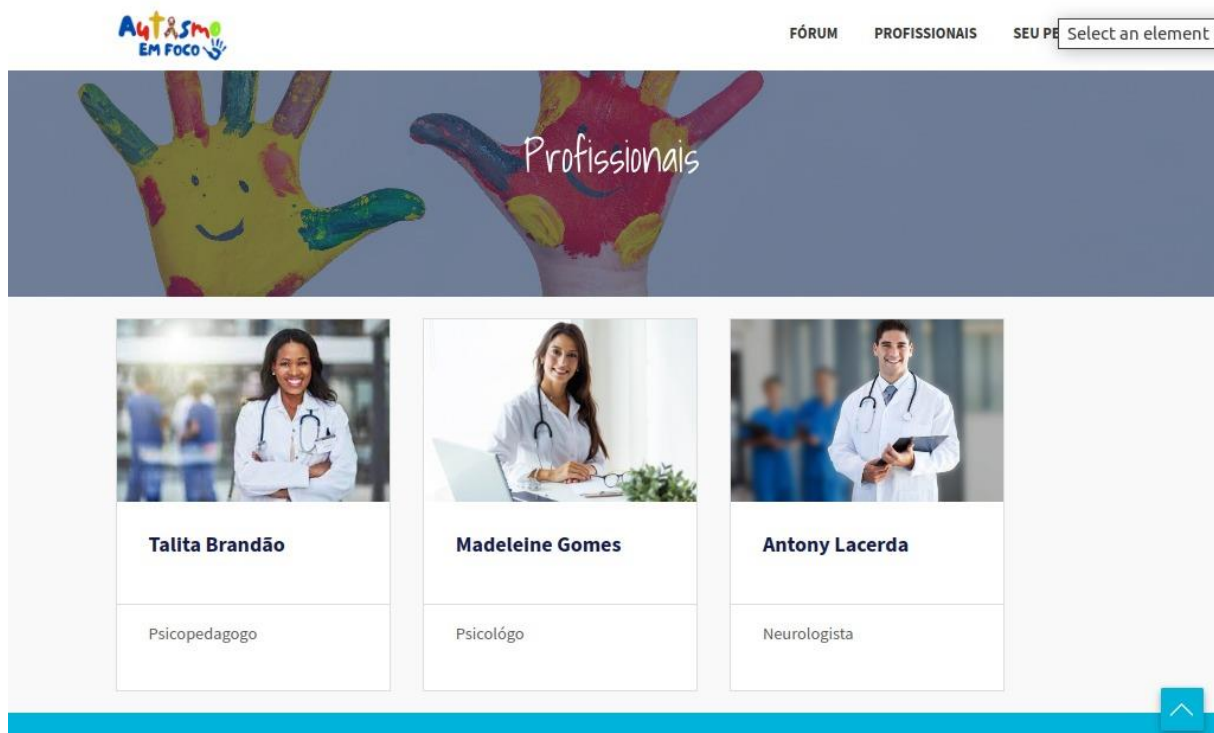 Autismo
EM FOCO
FÓRUM PROFISSIONAIS SEU PE
Select an element
Profissionais
Talita Brandão
Madeleine Gomes
Antony Lacerda
Psicopedagogo
Psicológo
Neurologista